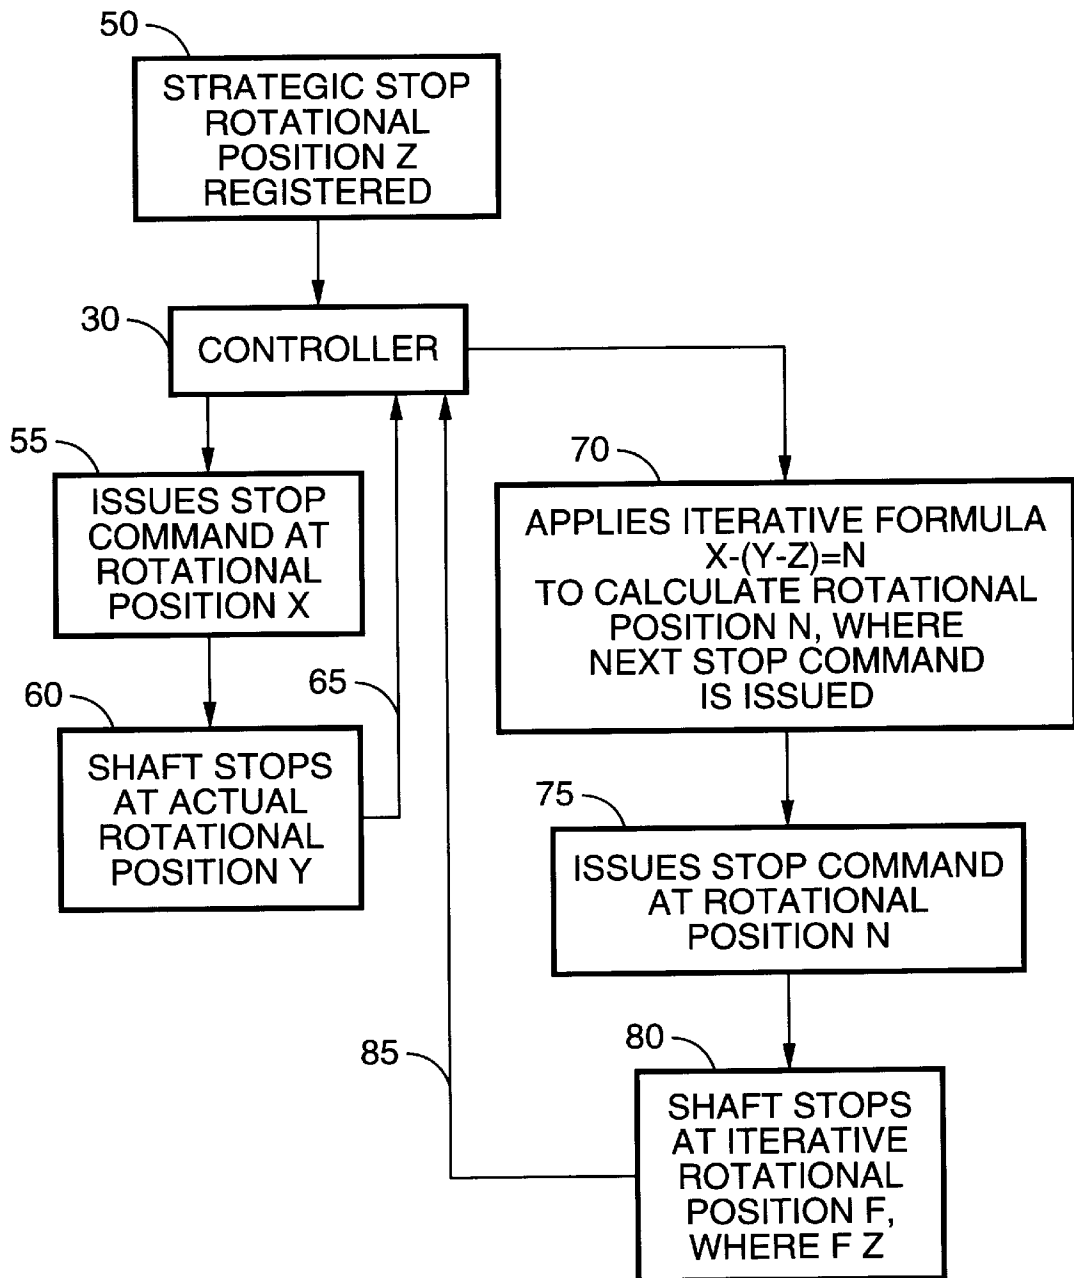 50
STRATEGIC STOP
ROTATIONAL
POSITION Z
REGISTERED
30
CONTROLLER
55
ISSUES STOP
COMMAND AT
ROTATIONAL
POSITION X
60
SHAFT STOPS
AT ACTUAL
ROTATIONAL
POSITION Y
65
70
APPLIES ITERATIVE FORMULA
X-(Y-Z)=N
TO CALCULATE ROTATIONAL
POSITION N, WHERE
NEXT STOP COMMAND
IS ISSUED
75
ISSUES STOP COMMAND
AT ROTATIONAL
POSITION N
80
SHAFT STOPS
AT ITERATIVE
ROTATIONAL
POSITION F,
WHERE F Z
85